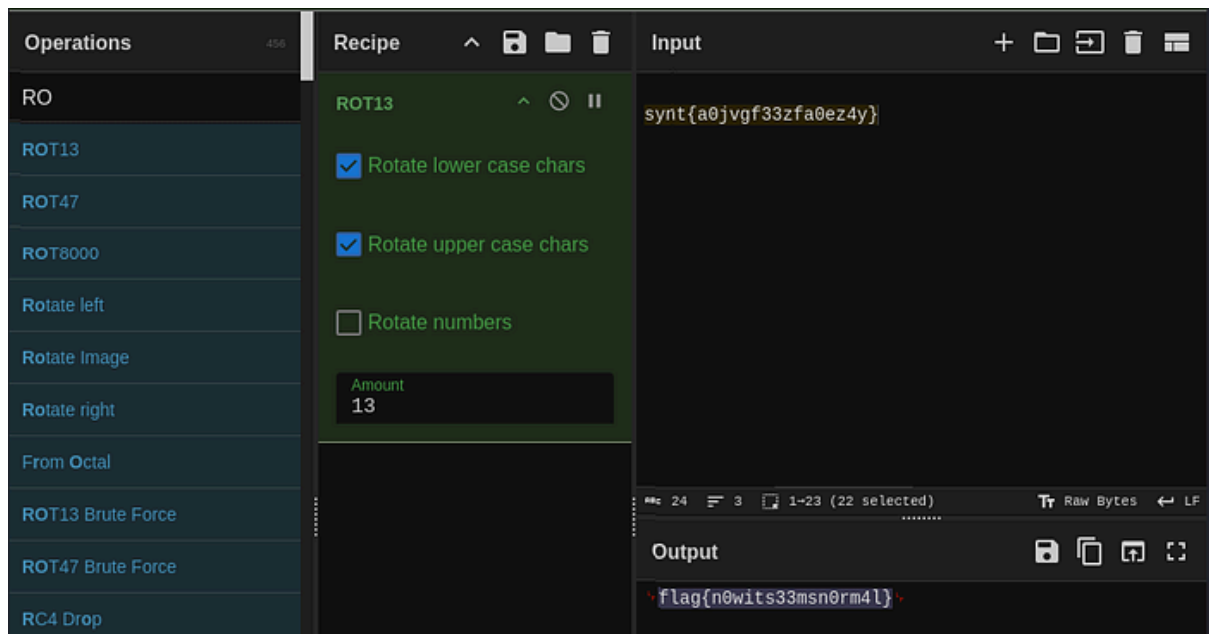 Operations 456
RO
ROT13
ROT47
ROT8000
Rotate left
Rotate Image
Rotate right
From Octal
ROT13 Brute Force
ROT47 Brute Force
RC4 Drop
Recipe
ROT13
Rotate lower case chars
Rotate upper case chars
Rotate numbers
Amount
13
Input
synt{a0jvgf33zfa0ez4y}
ABC 24 3 1→23 (22 selected) Tт Raw Bytes LF
Output
flag{n0wits33msn0rm4l}